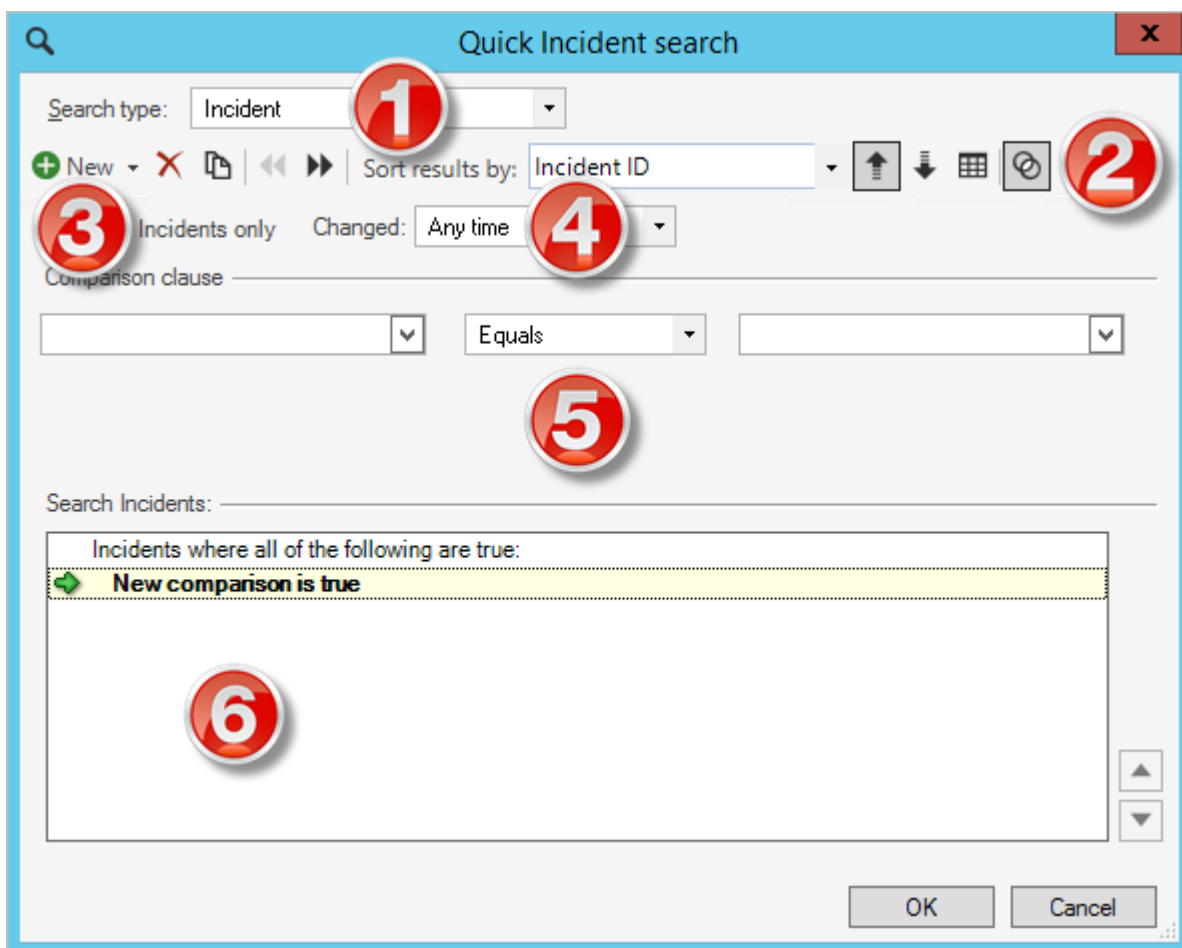 Quick Incident search
x
Search type: Incident
1
New Sort results by: Incident ID
2
3 Incidents only Changed: Any time 4
Comparison clause
Equals
5
Search Incidents:
Incidents where all of the following are true:
New comparison is true
6
OK Cancel